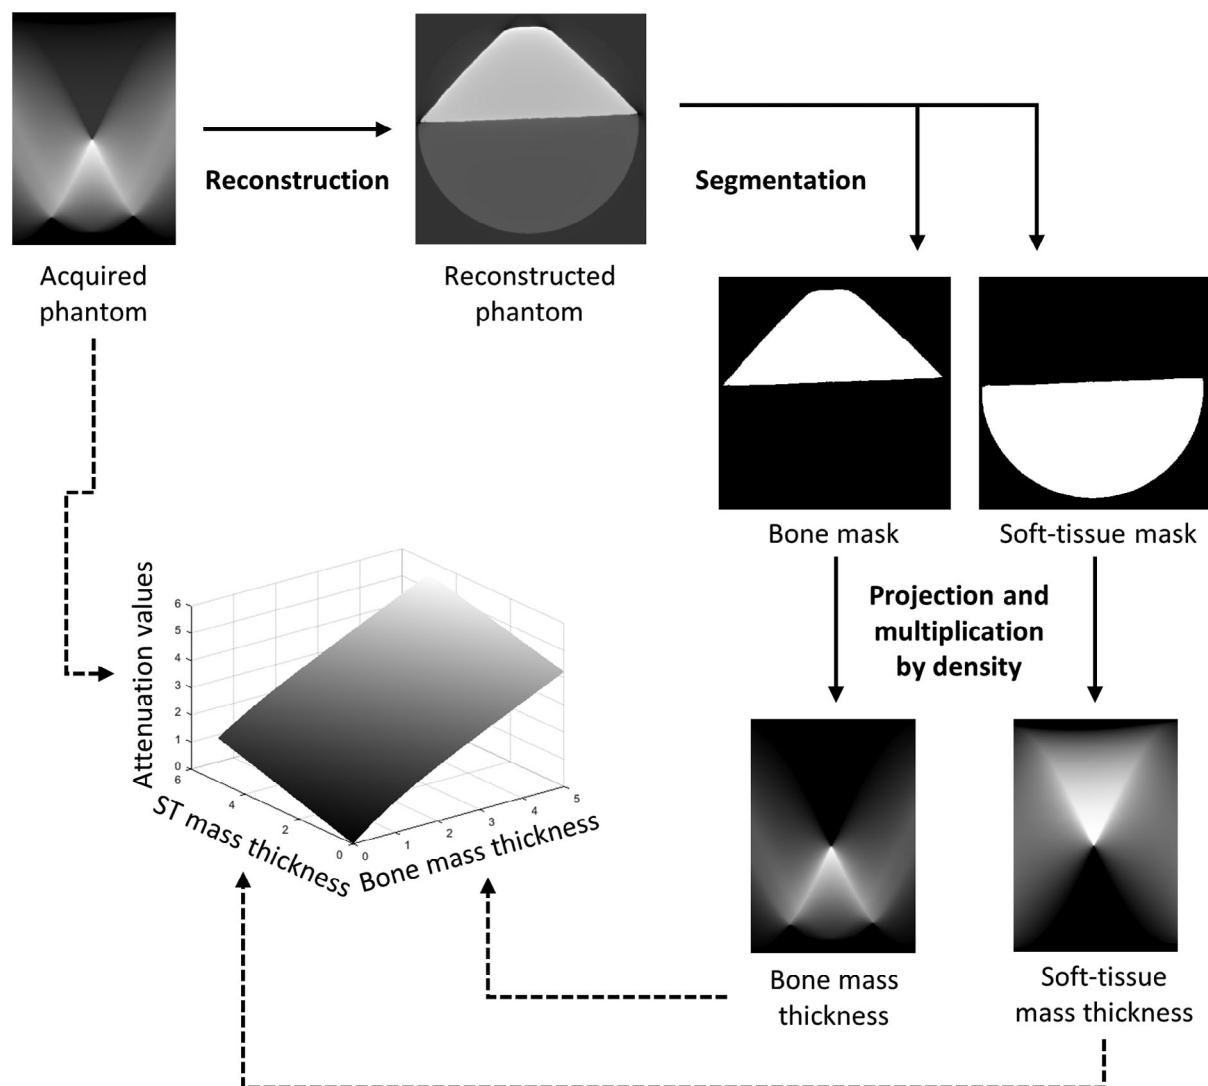 Reconstruction
Segmentation
Acquired
phantom
Reconstructed
phantom
Bone mask
Soft-tissue mask
Projection and
multiplication
by density
Attenuation values
6
5
4
3
2
1
0
6
4
2
0
ST mass thickness
0
1
2
3
4
5
Bone mass thickness
Bone mass
thickness
Soft-tissue
mass thickness